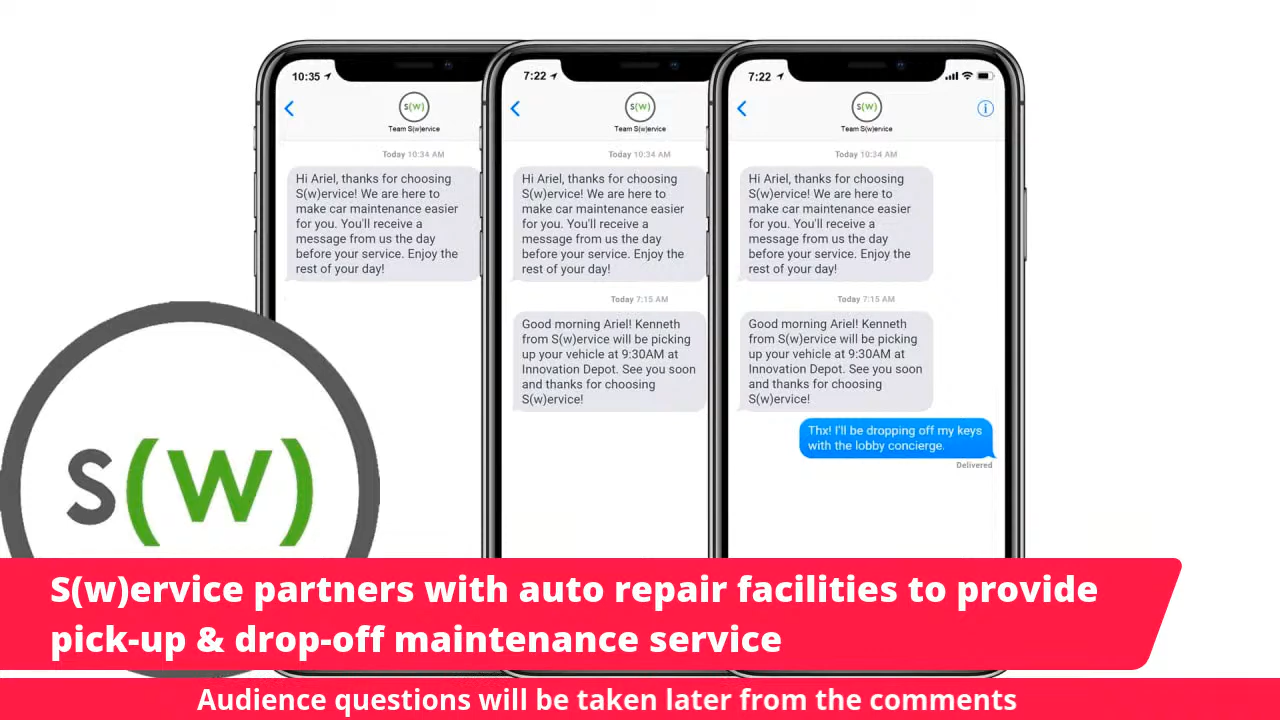 10:35
S(W)
Team S(w)ervice
Today 10:34 AM
Hi Ariel, thanks for choosing
S(w)ervice! We are here to
make car maintenance easier
for you. You'll receive a
message from us the day
before your service. Enjoy the
rest of your day!
7:22
S(W)
Team S(w)ervice
Today 10:34 AM
Hi Ariel, thanks for choosing
S(w)ervice! We are here to
make car maintenance easier
for you. You'll receive a
message from us the day
before your service. Enjoy the
rest of your day!
Today 7:15 AM
Good morning Ariel! Kenneth
from S(w)ervice will be picking
up your vehicle at 9:30AM at
Innovation Depot. See you soon
and thanks for choosing
S(w)ervice!
7:22
S(W)
Team S(w)ervice
Today 10:34 AM
Hi Ariel, thanks for choosing
S(w)ervice! We are here to
make car maintenance easier
for you. You'll receive a
message from us the day
before your service. Enjoy the
rest of your day!
Today 7:15 AM
Good morning Ariel! Kenneth
from S(w)ervice will be picking
up your vehicle at 9:30AM at
Innovation Depot. See you soon
and thanks for choosing
S(w)ervice!
Thx! I'll be dropping off my keys
with the lobby concierge.
Delivered
S(W)
S(w)ervice partners with auto repair facilities to provide
pick-up & drop-off maintenance service
Audience questions will be taken later from the comments